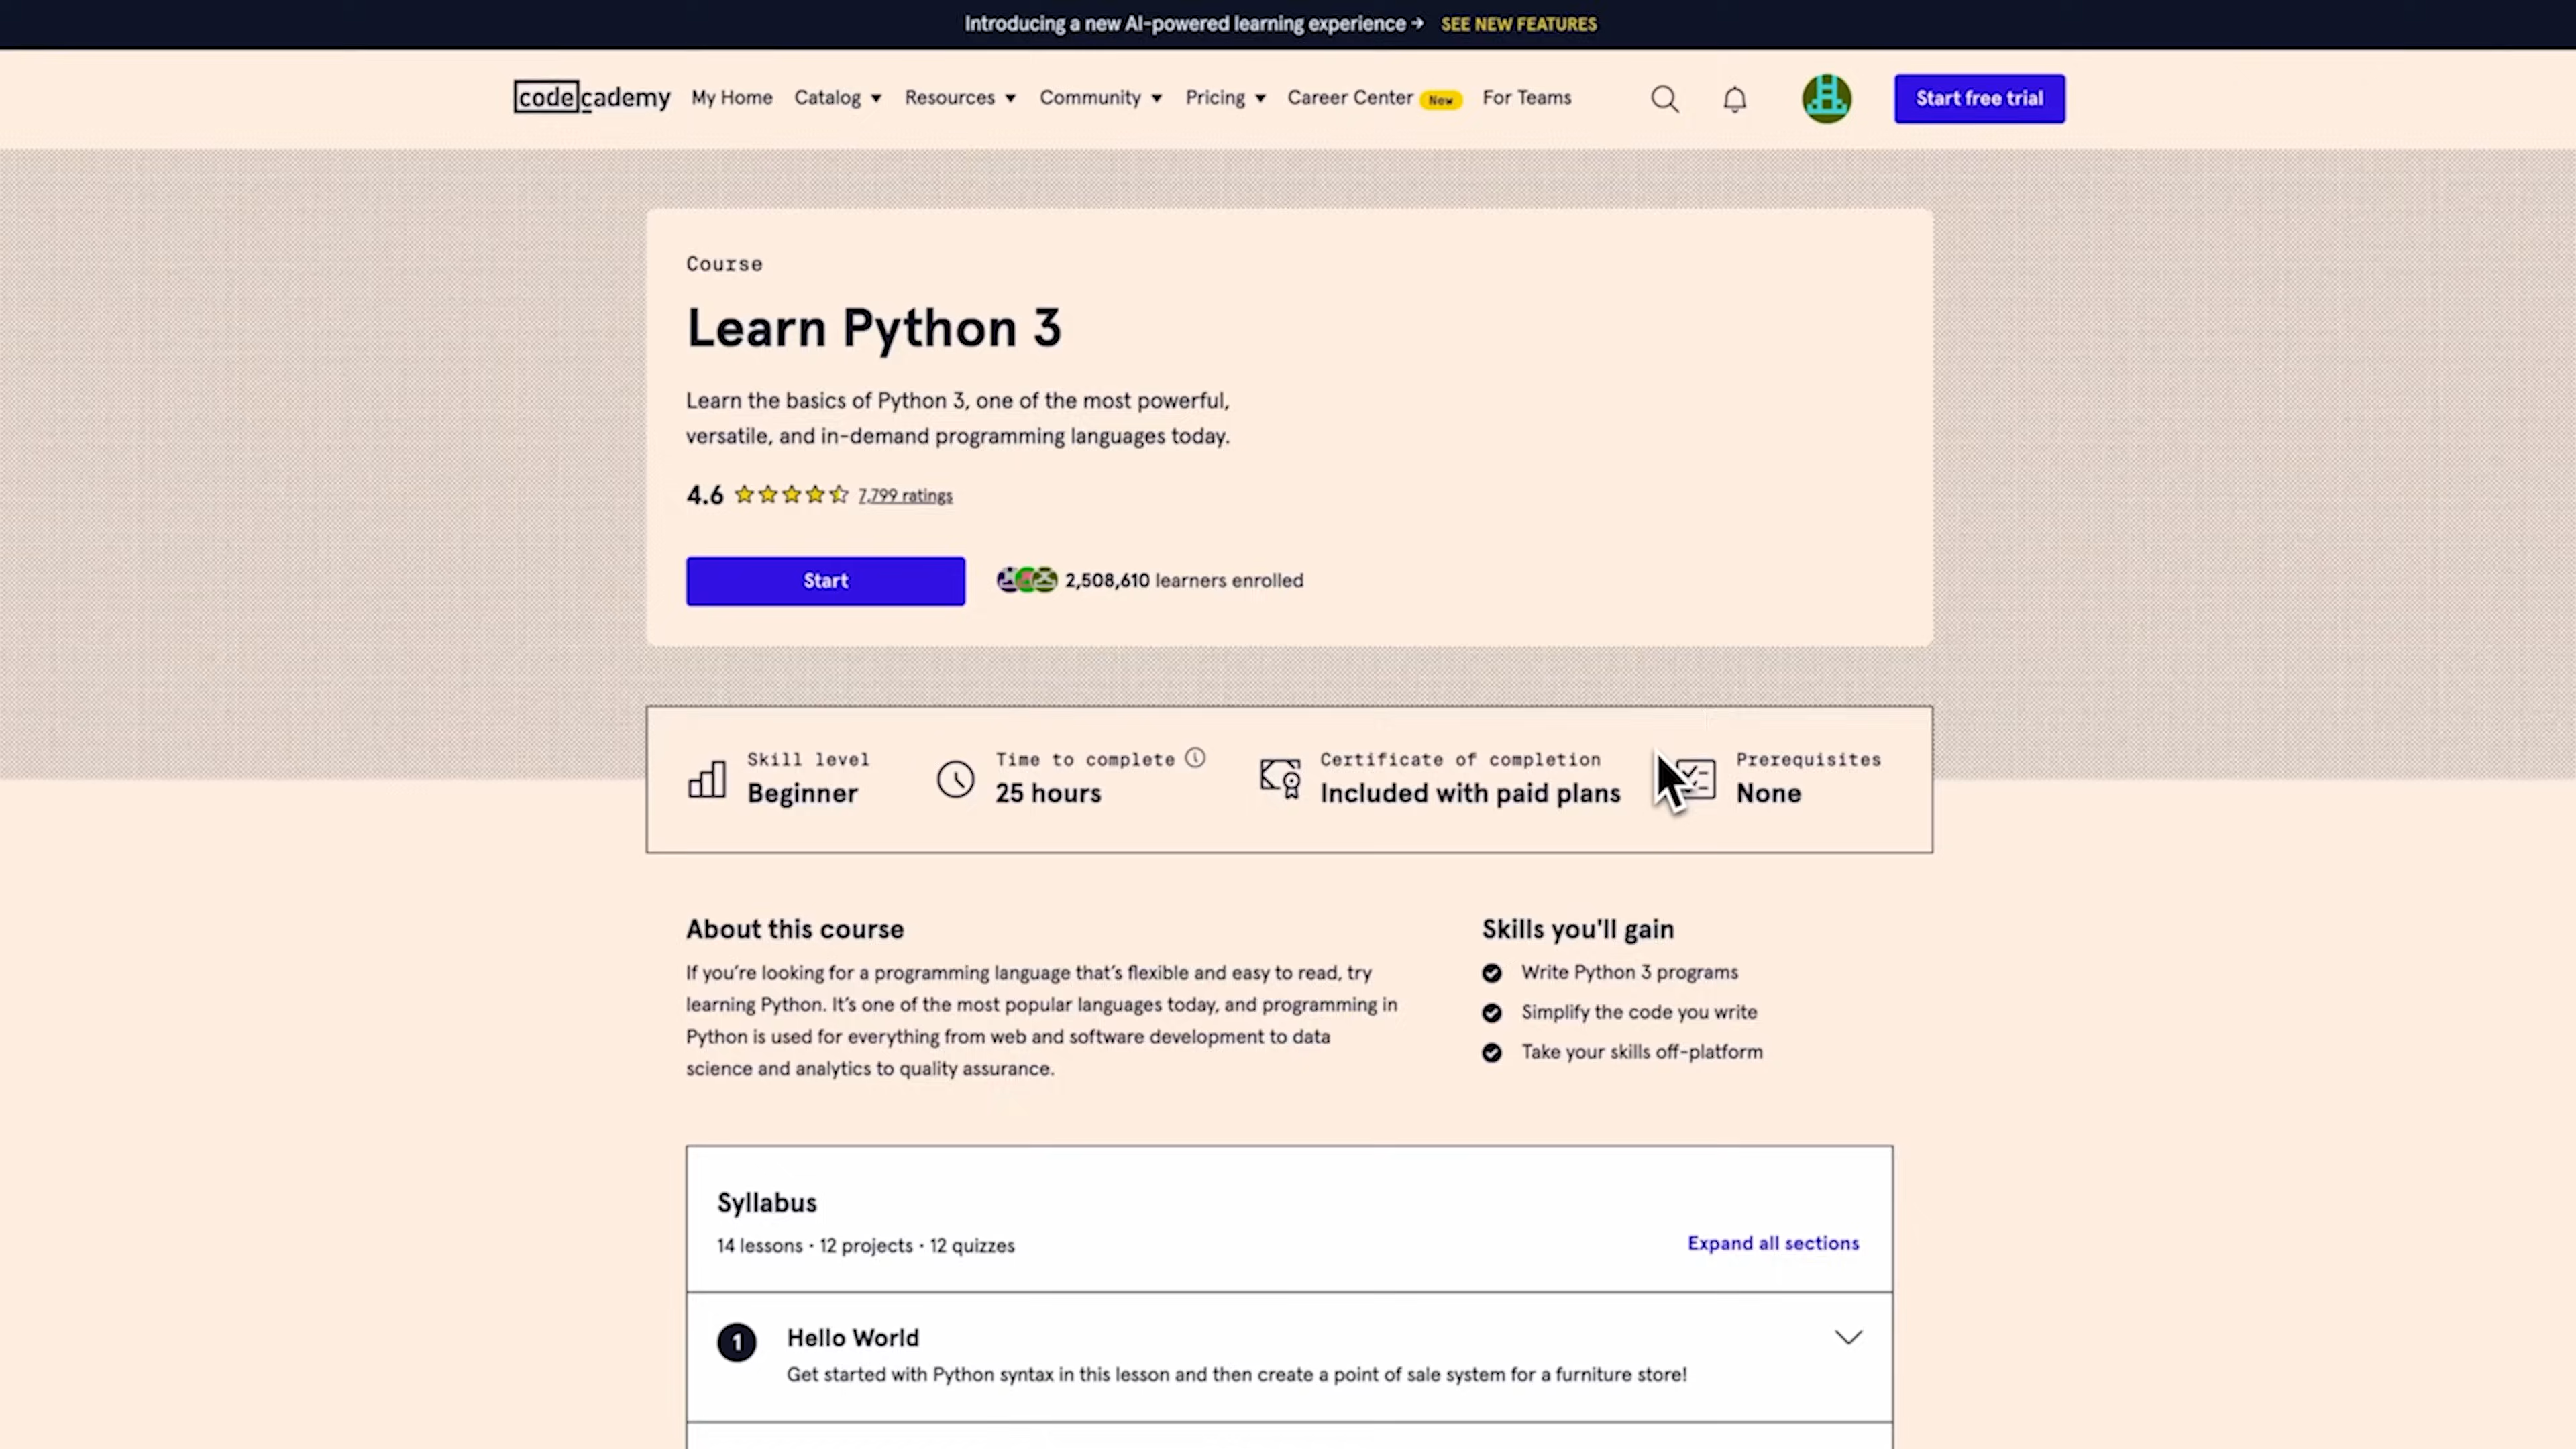 Introducing a new AI-powered learning experience → SEE NEW FEATURES
codecademy My Home Catalog Resources Community Pricing Career Center New For Teams Start free trial
Course
Learn Python 3
Learn the basics of Python 3, one of the most powerful,
versatile, and in-demand programming languages today.
4.6 7,799 ratings
Start 2,508,610 learners enrolled
Skill level Time to complete Certificate of completion Prerequisites
Beginner 25 hours Included with paid plans None
About this course
If you're looking for a programming language that's flexible and easy to read, try
learning Python. It's one of the most popular languages today, and programming in
Python is used for everything from web and software development to data
science and analytics to quality assurance.
Skills you'll gain
Write Python 3 programs
Simplify the code you write
Take your skills off-platform
Syllabus
14 lessons · 12 projects · 12 quizzes
Expand all sections
1 Hello World
Get started with Python syntax in this lesson and then create a point of sale system for a furniture store!